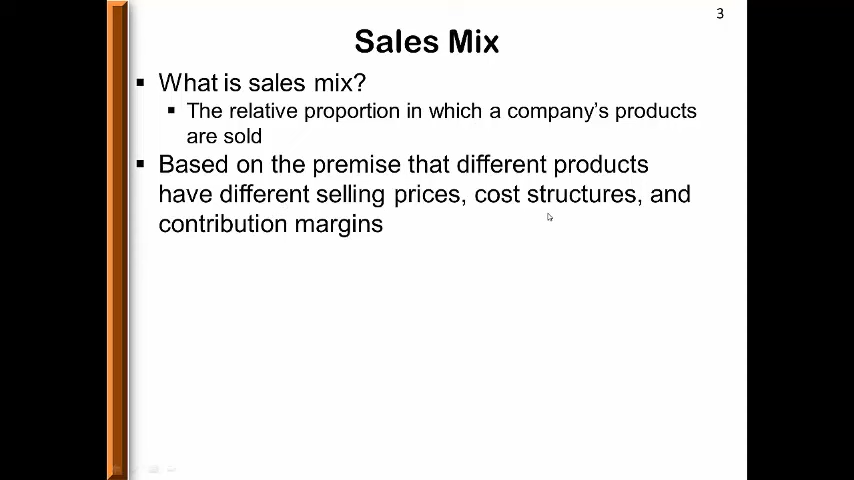 3
Sales Mix
▪ What is sales mix?
▪ The relative proportion in which a company's products
are sold
▪ Based on the premise that different products
have different selling prices, cost structures, and
contribution margins